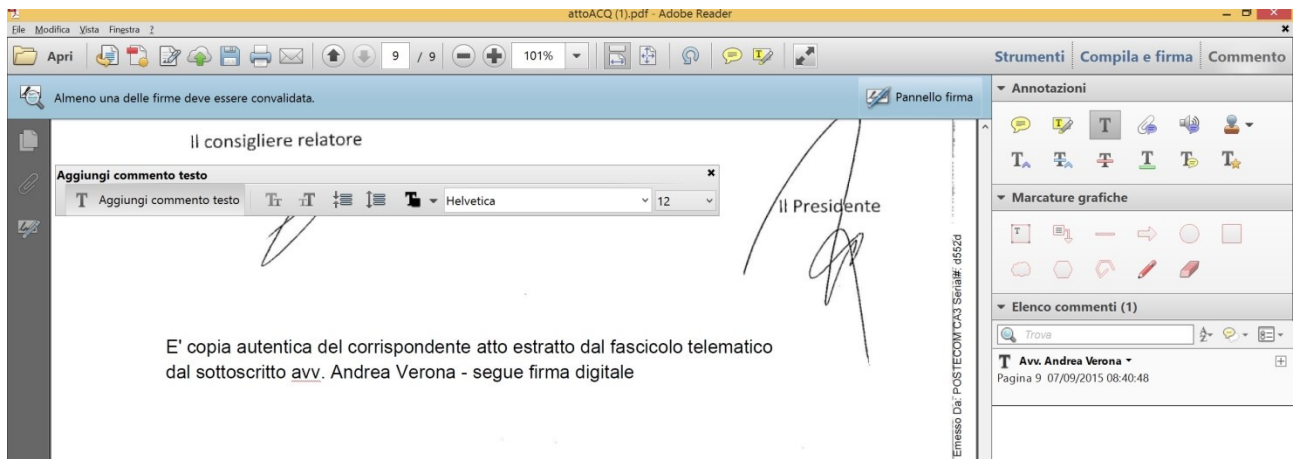 attoACQ (1).pdf - Adobe Reader
File Modifica Vista Finestra ?
Apri 9 / 9 101% Strumenti Compila e firma Commento
Almeno una delle firme deve essere convalidata. Pannello firma
Annotazioni
Il consigliere relatore
Aggiungi commento testo
T Aggiungi commento testo Helvetica 12
Marcature grafiche
Il Presidente
Elenco commenti (1)
Trova
E' copia autentica del corrispondente atto estratto dal fascicolo telematico
dal sottoscritto avv. Andrea Verona - segue firma digitale
Avv. Andrea Verona
Pagina 9 07/09/2015 08:40:48
Emesso Da: POSTECOM CA3 Serial#: d552d